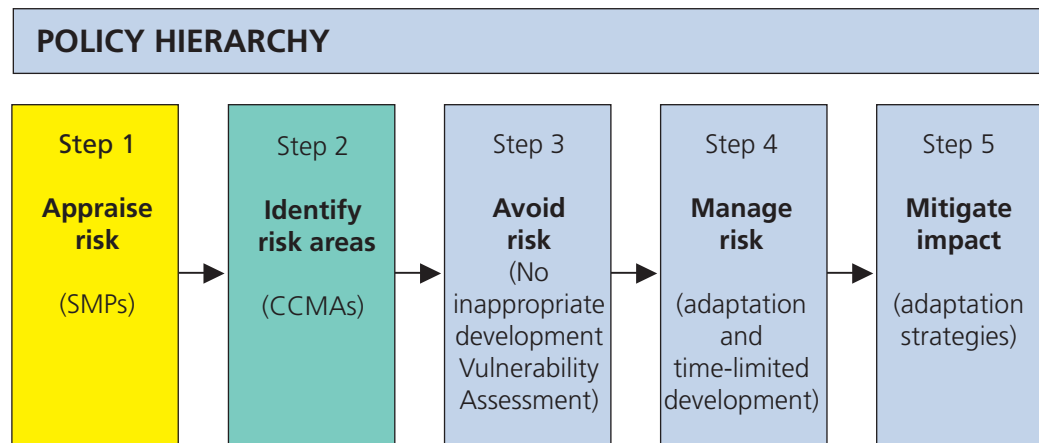 POLICY HIERARCHY
Step 1
Appraise
risk
(SMPs)
Step 2
Identify
risk areas
(CCMAs)
Step 3
Avoid
risk
(No
inappropriate
development
Vulnerability
Assessment)
Step 4
Manage
risk
(adaptation
and
time-limited
development)
Step 5
Mitigate
impact
(adaptation
strategies)